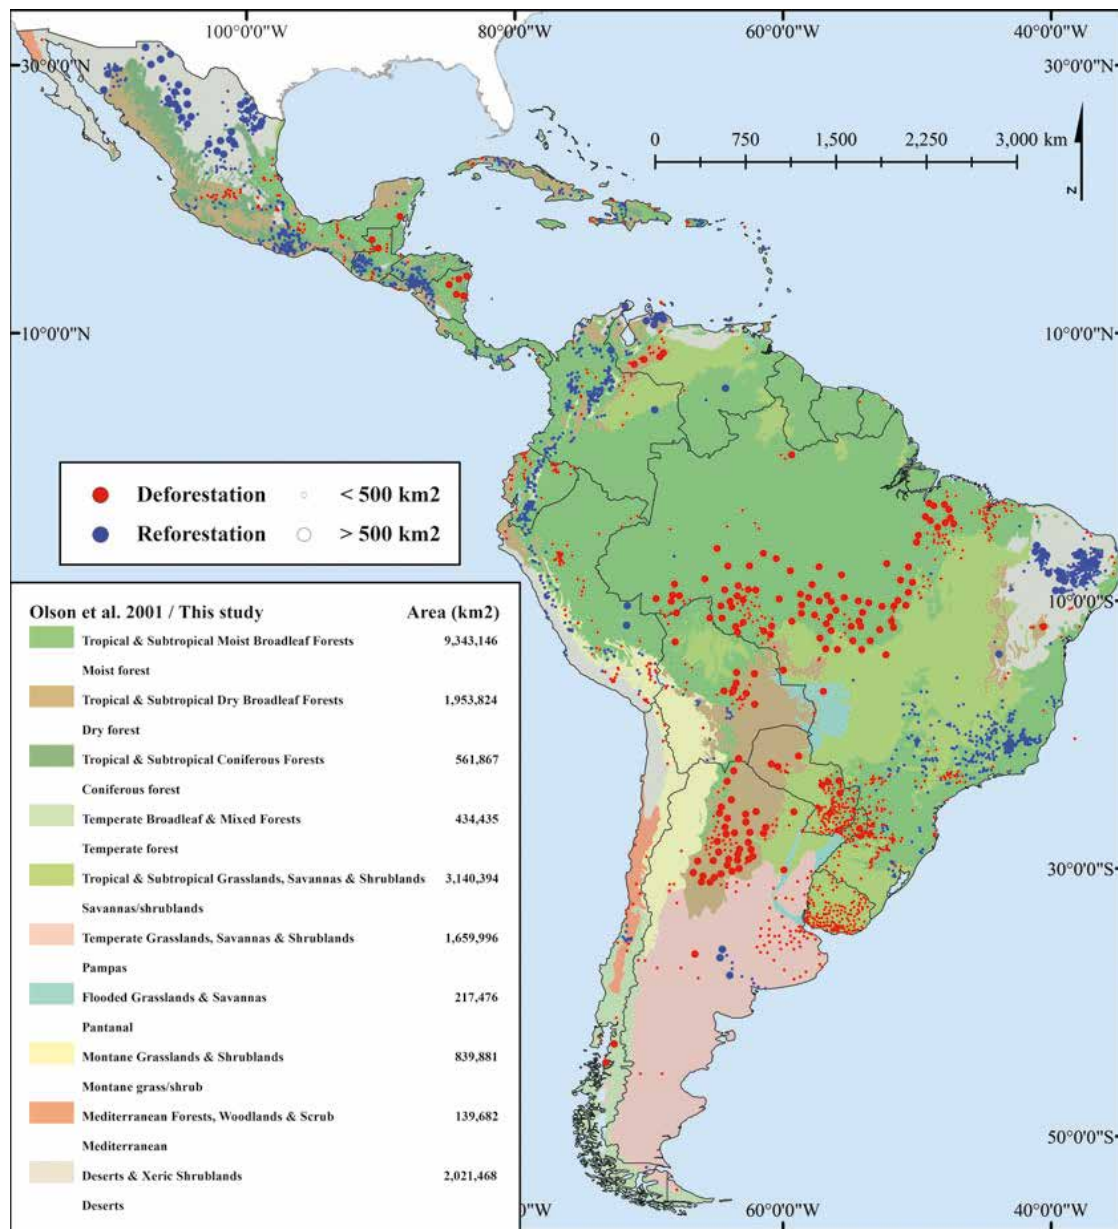 100°0'0"W 80°0'0"W 60°0'0"W 40°0'0"W
30°0'0"N 30°0'0"N
0 750 1,500 2,250 3,000 km
N
10°0'0"N 10°0'0"N
Deforestation < 500 km2
Reforestation > 500 km2
10°0'0"S
Olson et al. 2001 / This study Area (km2)
Tropical & Subtropical Moist Broadleaf Forests 9,343,146
Moist forest
Tropical & Subtropical Dry Broadleaf Forests 1,953,824
Dry forest
Tropical & Subtropical Coniferous Forests 561,867
Coniferous forest
Temperate Broadleaf & Mixed Forests 434,435
Temperate forest
Tropical & Subtropical Grasslands, Savannas & Shrublands 3,140,394
Savannas/shrublands
30°0'0"S
Temperate Grasslands, Savannas & Shrublands 1,659,996
Pampas
Flooded Grasslands & Savannas 217,476
Pantanal
Montane Grasslands & Shrublands 839,881
Montane grass/shrub
Mediterranean Forests, Woodlands & Scrub 139,682
Mediterranean
50°0'0"S
Deserts & Xeric Shrublands 2,021,468
Deserts
0"W 60°0'0"W 40°0'0"W